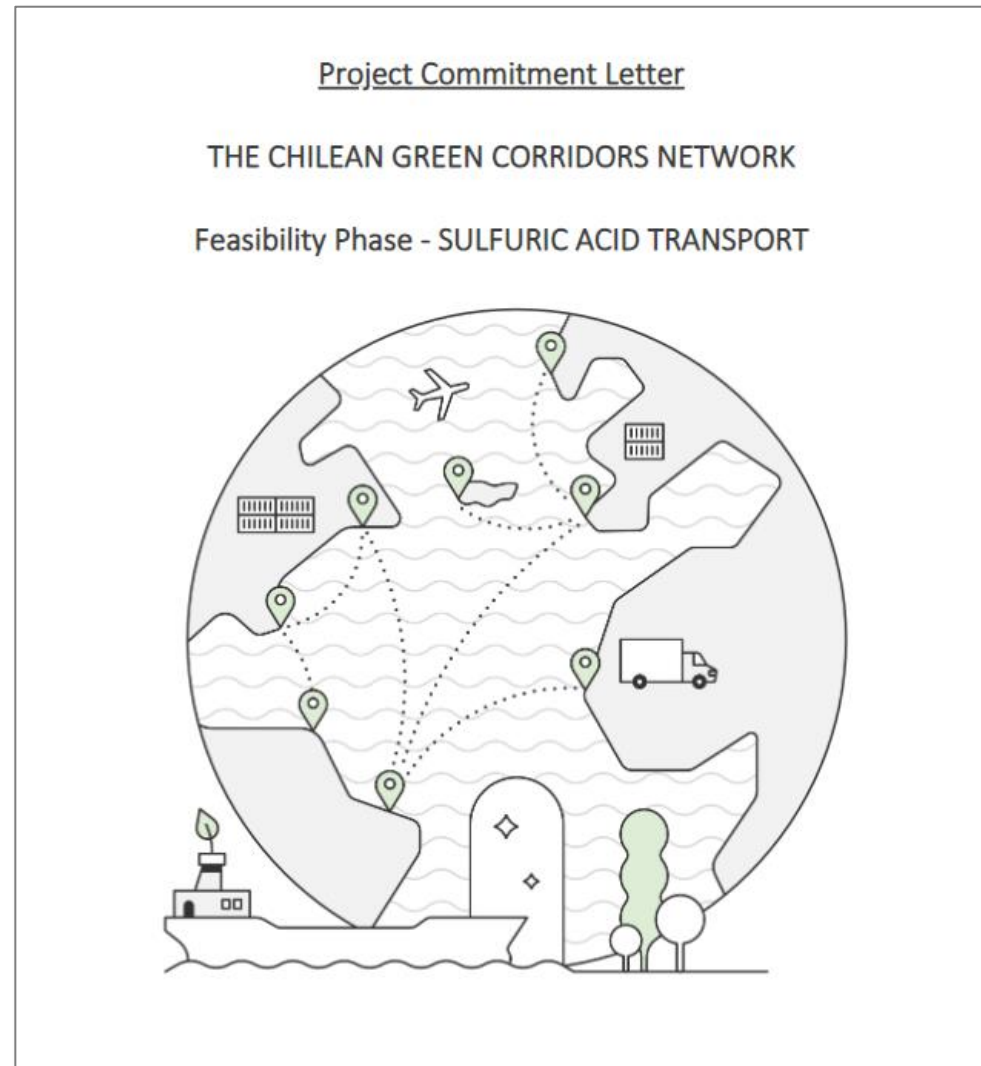 Project Commitment Letter
THE CHILEAN GREEN CORRIDORS NETWORK
Feasibility Phase - SULFURIC ACID TRANSPORT